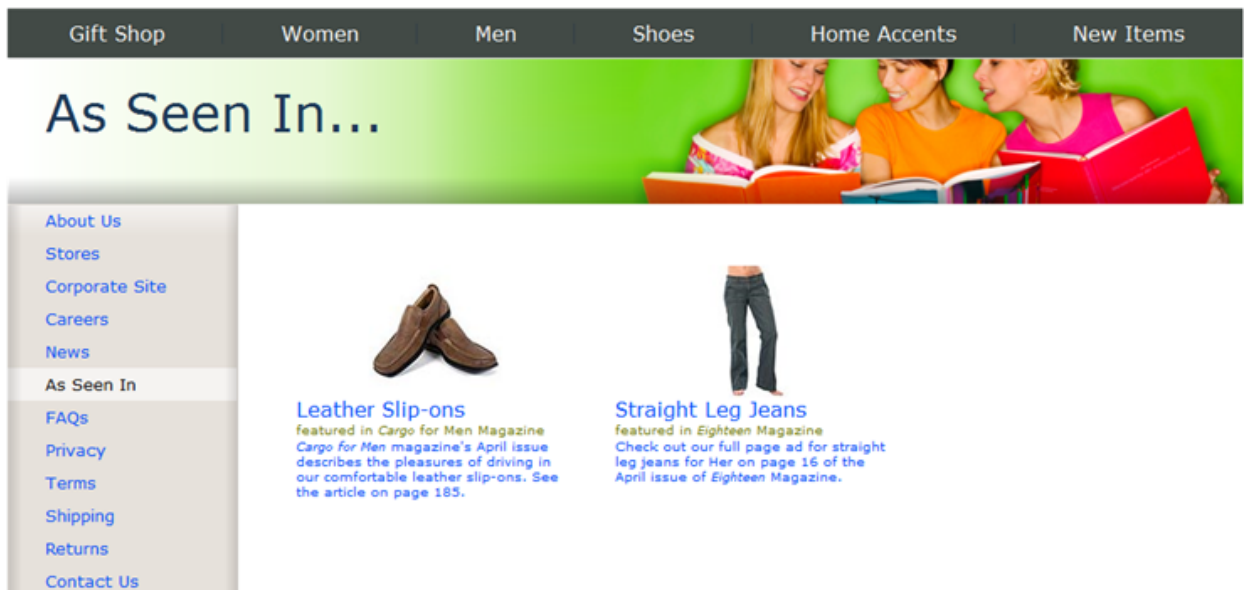 Gift Shop Women Men Shoes Home Accents New Items
As Seen In...
About Us
Stores
Corporate Site
Careers
News
As Seen In
FAQs
Privacy
Terms
Shipping
Returns
Contact Us
Leather Slip-ons
featured in Cargo for Men Magazine
Cargo for Men magazine's April issue
describes the pleasures of driving in
our comfortable leather slip-ons. See
the article on page 185.
Straight Leg Jeans
featured in Eighteen Magazine
Check out our full page ad for straight
leg jeans for Her on page 16 of the
April issue of Eighteen Magazine.